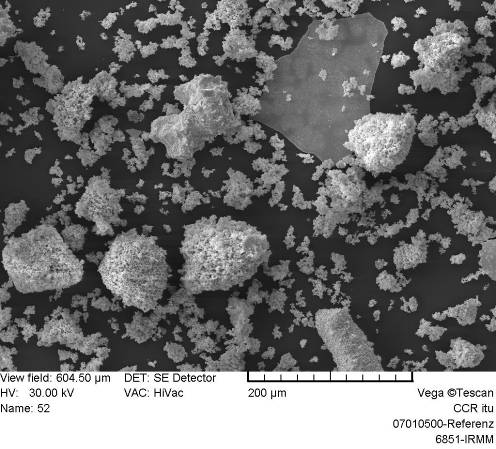 View field: 604.50 µm DET: SE Detector
HV: 30.00 kV VAC: HiVac 200 µm Vega ©Tescan
Name: 52 CCR itu
07010500-Referenz
6851-IRMM